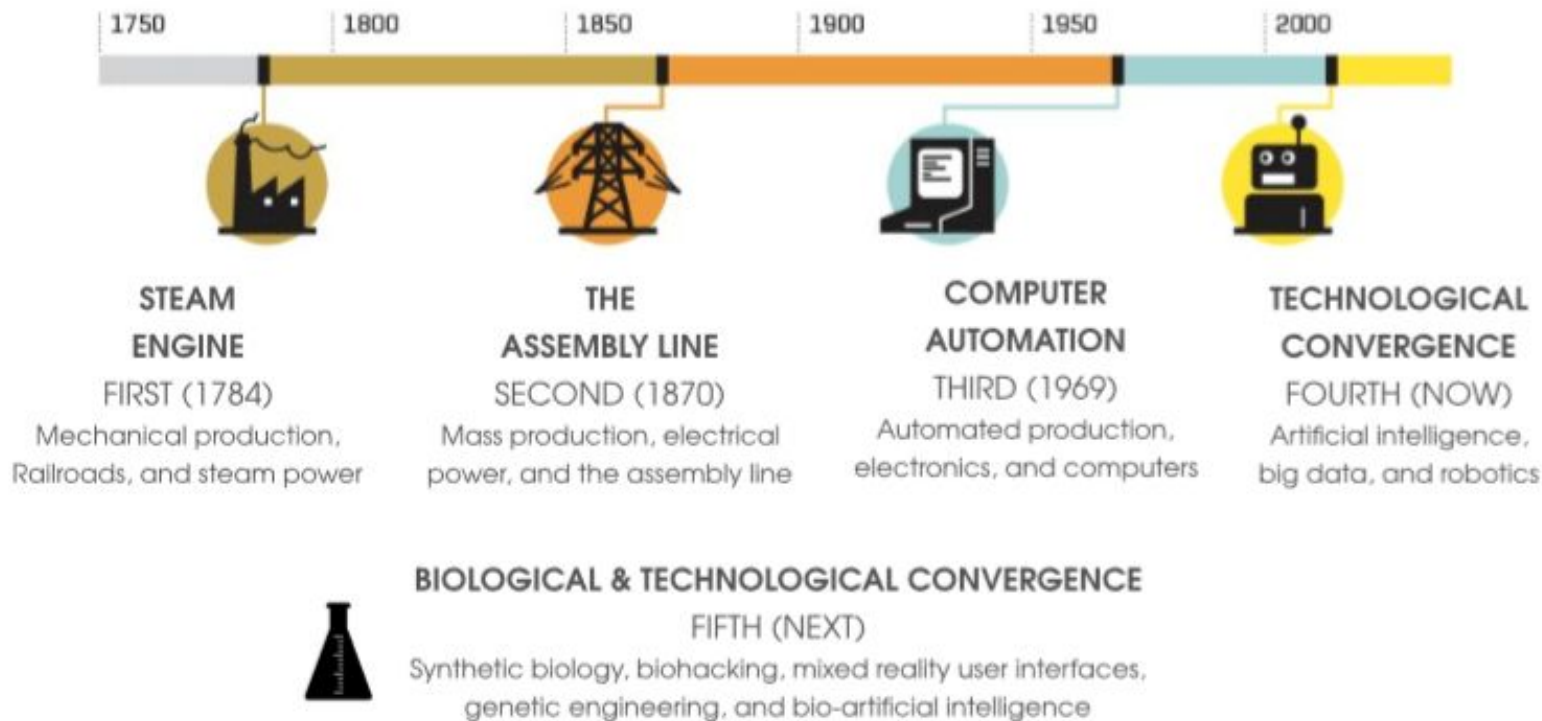 1750 1800 1850 1900 1950 2000
STEAM
ENGINE
FIRST (1784)
Mechanical production,
Railroads, and steam power
THE
ASSEMBLY LINE
SECOND (1870)
Mass production, electrical
power, and the assembly line
COMPUTER
AUTOMATION
THIRD (1969)
Automated production,
electronics, and computers
TECHNOLOGICAL
CONVERGENCE
FOURTH (NOW)
Artificial intelligence,
big data, and robotics
BIOLOGICAL & TECHNOLOGICAL CONVERGENCE
FIFTH (NEXT)
Synthetic biology, biohacking, mixed reality user interfaces,
genetic engineering, and bio-artificial intelligence